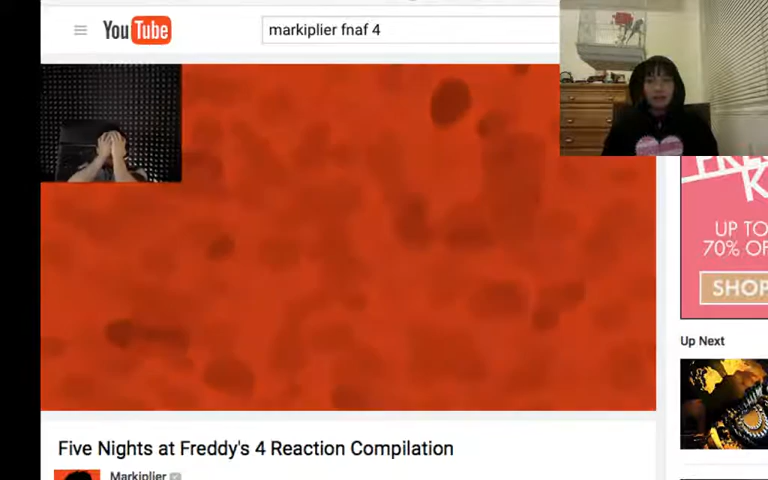 YouTube
markiplier fnaf 4
UP TO
70% OF
SHOP
Up Next
Five Nights at Freddy's 4 Reaction Compilation
Markiplier